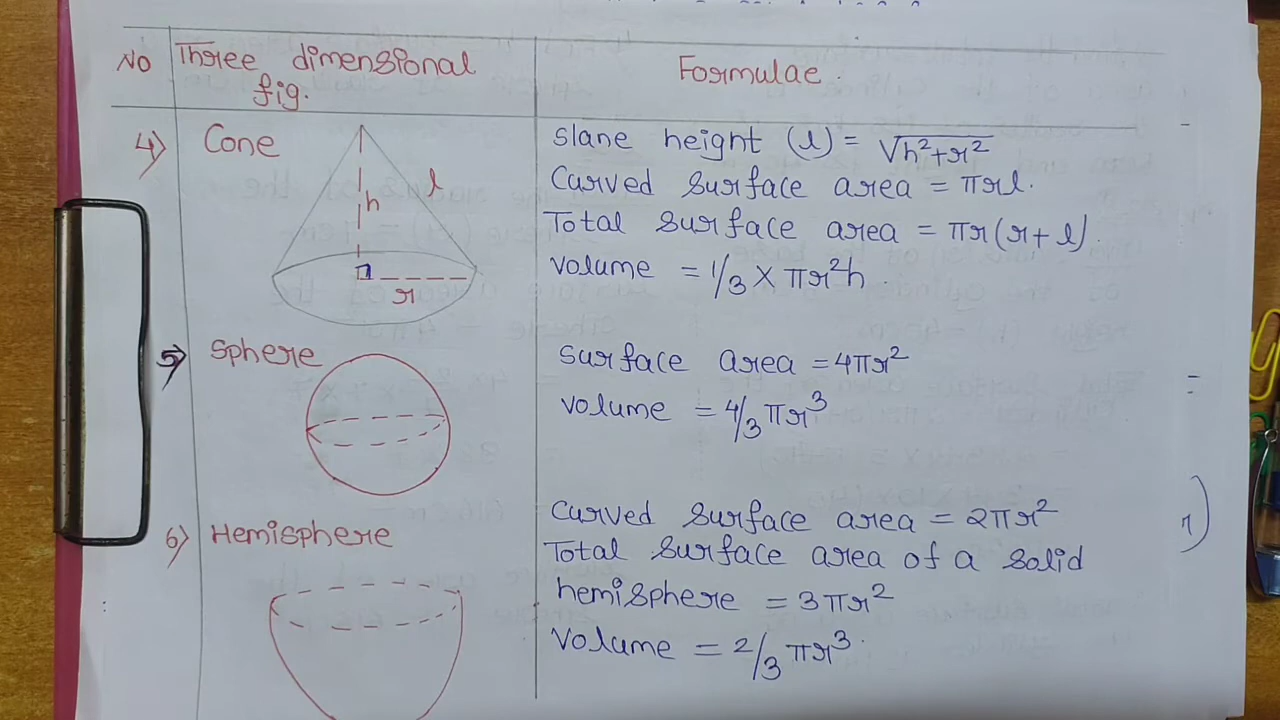 No Three dimensional fig. Formulae.
4) Cone
h
l
r
Slane height (l) = √h²+r²
Curved surface area = πrl.
Total surface area = πr(r+l).
Volume = 1/3 × πr²h
5) Sphere
Surface area = 4πr²
Volume = 4/3 πr³
6) Hemisphere
Curved surface area = 2πr²
Total surface area of a solid
hemisphere = 3πr²
Volume = 2/3 πr³.